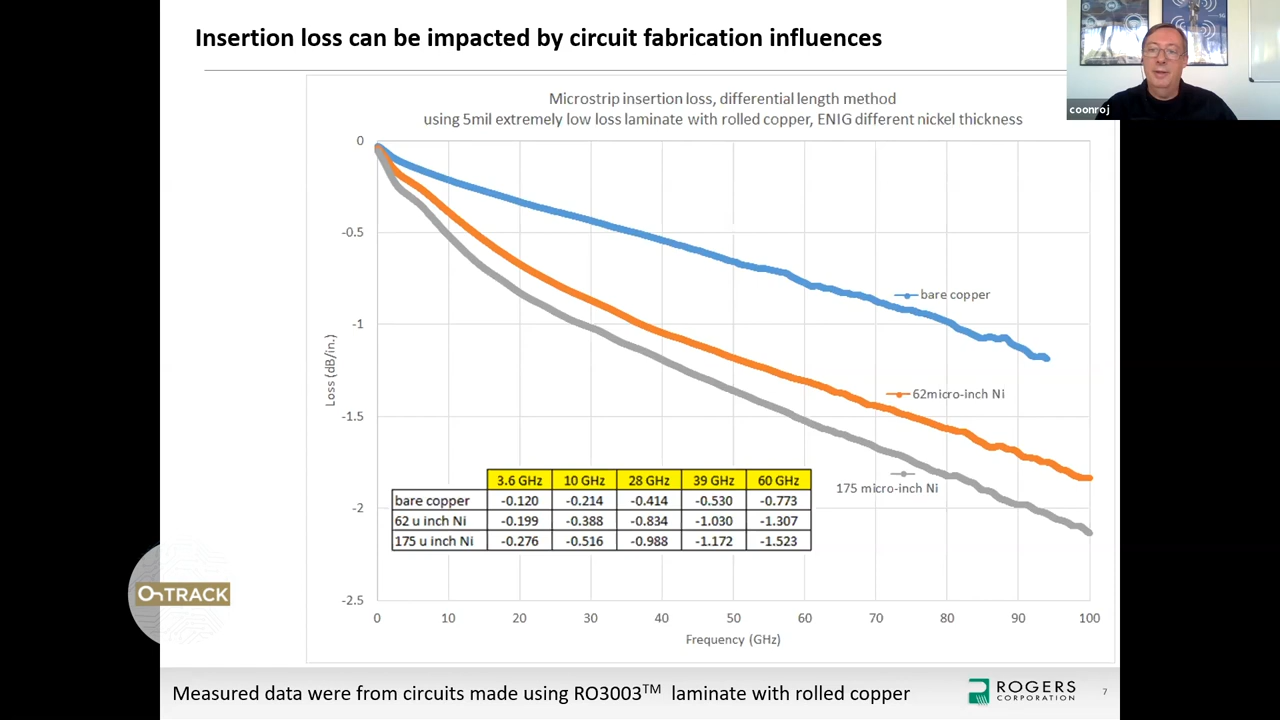 Insertion loss can be impacted by circuit fabrication influences
coonroj
Microstrip insertion loss, differential length method
using 5mil extremely low loss laminate with rolled copper, ENIG different nickel thickness
0
-0.5
-1
-1.5
-2
-2.5
Loss (dB/in.)
bare copper
62micro-inch Ni
175 micro-inch Ni
3.6 GHz 10 GHz 28 GHz 39 GHz 60 GHz
bare copper -0.120 -0.214 -0.414 -0.530 -0.773
62 u inch Ni -0.199 -0.388 -0.834 -1.030 -1.307
175 u inch Ni -0.276 -0.516 -0.988 -1.172 -1.523
0 10 20 30 40 50 60 70 80 90 100
Frequency (GHz)
OnTRACK
Measured data were from circuits made using RO3003TM laminate with rolled copper
ROGERS
CORPORATION
7